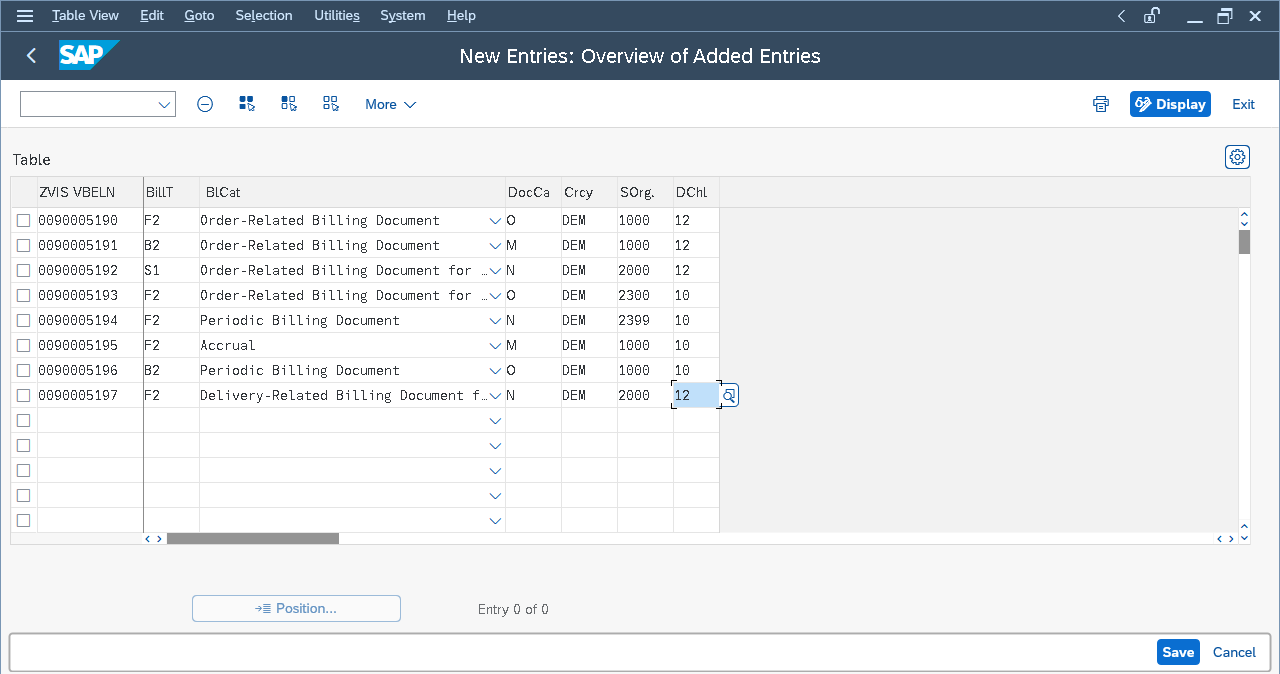 Table View Edit Goto Selection Utilities System Help
SAP New Entries: Overview of Added Entries
More Display Exit
Table
ZVIS VBELN BillT BlCat DocCa Crcy SOrg. DChl
0090005190 F2 Order-Related Billing Document O DEM 1000 12
0090005191 B2 Order-Related Billing Document M DEM 1000 12
0090005192 S1 Order-Related Billing Document for … N DEM 2000 12
0090005193 F2 Order-Related Billing Document for … O DEM 2300 10
0090005194 F2 Periodic Billing Document N DEM 2399 10
0090005195 F2 Accrual M DEM 1000 10
0090005196 B2 Periodic Billing Document O DEM 1000 10
0090005197 F2 Delivery-Related Billing Document f… N DEM 2000 12
Position... Entry 0 of 0
Save Cancel